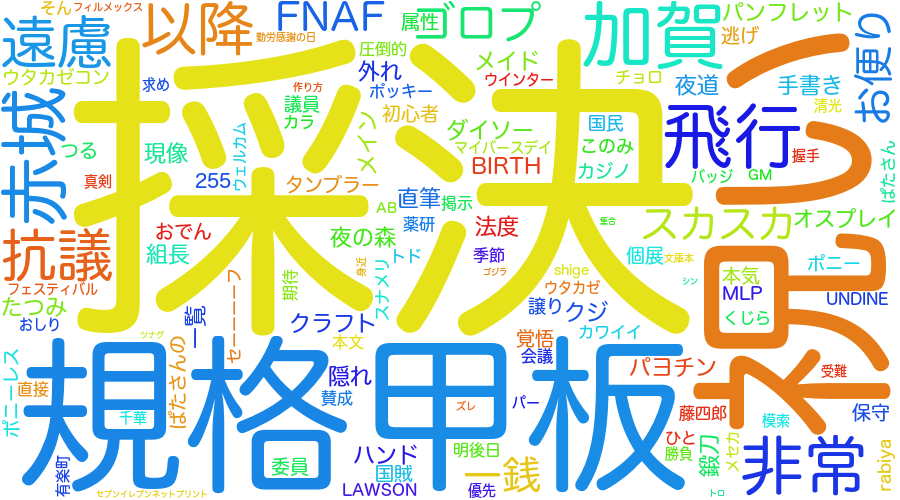 そん
フィルメックス
遠慮
以降
勤労感謝の日
FNAF
属性
ゴロプ
加賀
パンフレット
逃げ
お便り
ウタカゼコン
圧倒的
メイド
外れ
ウインター
ポッキー
チョロ
夜道
手書き
清光
求め
作り方
議員
カラ
初心者
採決
赤城
つる
現像
ウェルカム
メイン
ダイソー
マイバースデイ
国民
このみ
飛行
握手
祝い
ぱたさん
真剣
255
タンブラー
BIRTH
カジノ
バッジ
GM
AB
直筆
掲示
抗議
おでん
組長
夜の森
薬研
法度
集合
スカスカ
オスプレイ
フェスティバル
期待
スナメリ
身近
トド
季節
ゴジラ
shige
個展
文庫本
本気
ポニー
たつみ
おしり
一覧
セーーーーフ
ウタカゼ
シン
MLP
UNDINE
ツナグ
クラフト
本文
譲り
クジ
カワイイ
くじら
覚悟
会議
規格
甲板
ポニーレス
ぱたさんの
隠れ
パヨチン
受難
直接
千華
賛成
ズレ
パー
藤四郎
模索
保守
有楽町
委員
ハンド
国賊
明後日
一銭
ひと
勝負
鍛刀
メセカ
非常
rabiya
セブンイレブンネットプリント
LAWSON
優先
トロ